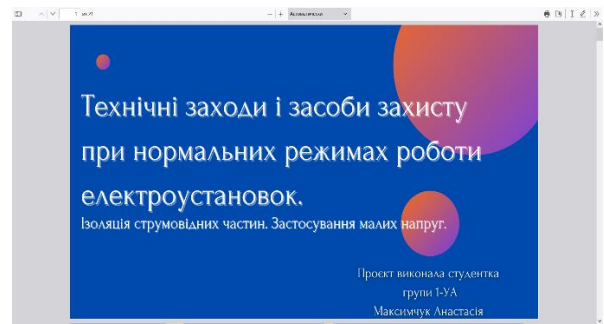 Технічні заходи і засоби захисту
при нормальних режимах роботи
електроустановок.
Ізоляція струмовідних частин. Застосування малих напруг.
Проєкт виконала студентка
групи 1-УА
Максимчук Анастасія